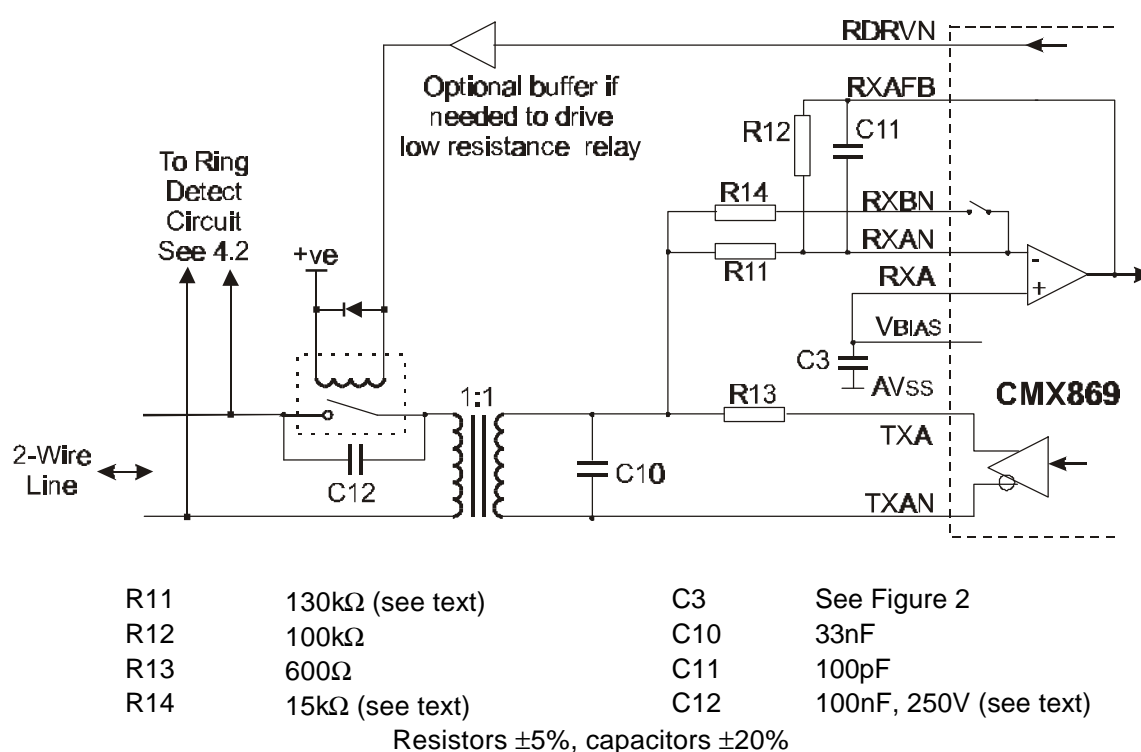 RDRVN
Optional buffer if
needed to drive
low resistance relay
RXAFB
R12
C11
To Ring
Detect
Circuit
See 4.2
R14
RXBN
+ve
R11
RXAN
-
RXA
+
VBIAS
C3
AVSS
1:1
R13
CMX869
TXA
2-Wire
Line
C12
C10
TXAN
R11 130kΩ (see text) C3 See Figure 2
R12 100kΩ C10 33nF
R13 600Ω C11 100pF
R14 15kΩ (see text) C12 100nF, 250V (see text)
Resistors ±5%, capacitors ±20%